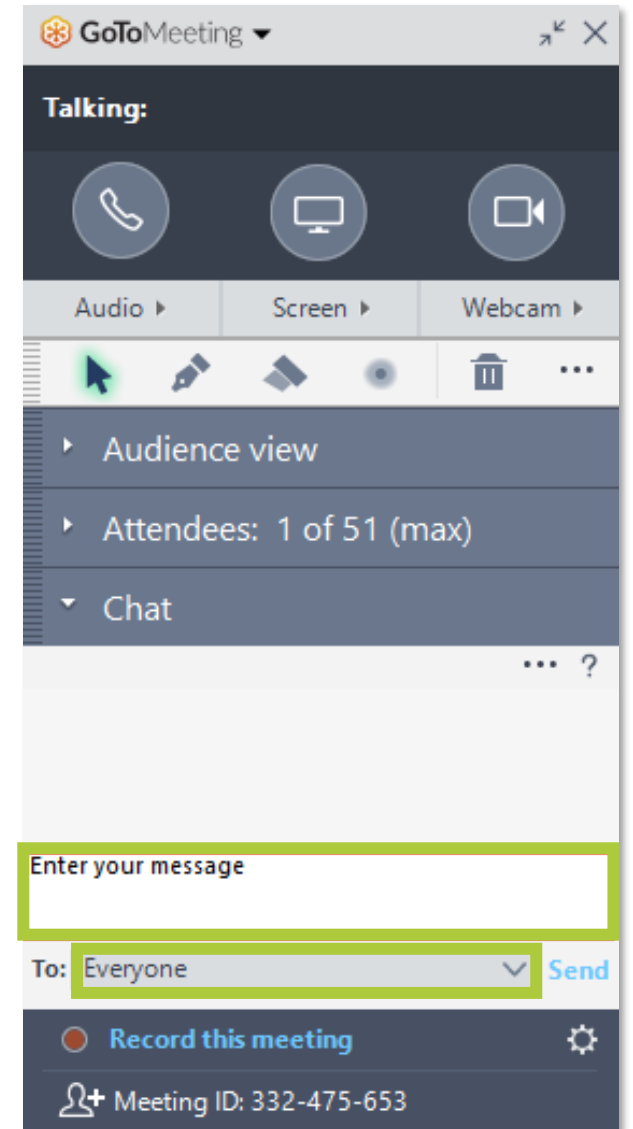 GoToMeeting
Talking:
Audio Screen Webcam
Audience view
Attendees: 1 of 51 (max)
Chat
... ?
Enter your message
To: Everyone Send
Record this meeting
Meeting ID: 332-475-653